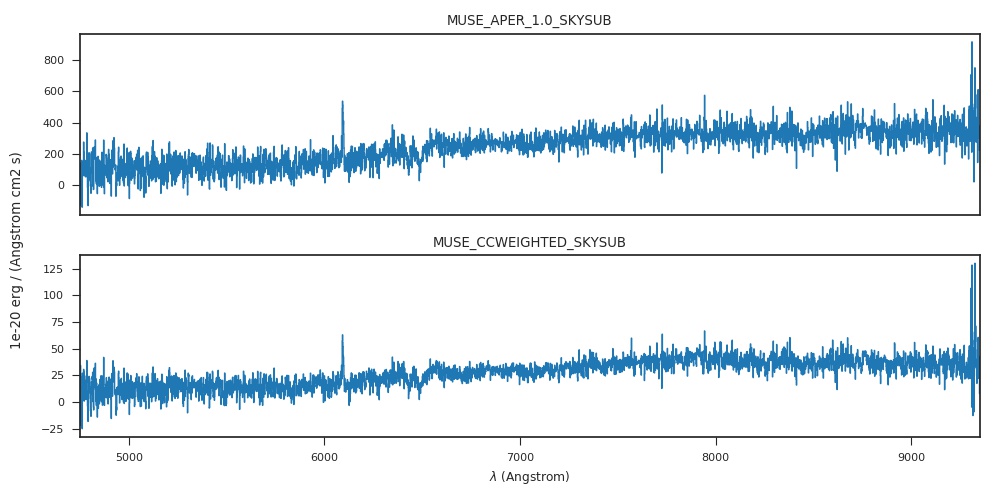 MUSE_APER_1.0_SKYSUB
800
600
400
200
0
MUSE_CCWEIGHTED_SKYSUB
125
100
75
50
25
0
−25
1e-20 erg / (Angstrom cm2 s)
5000 6000 7000 8000 9000
λ (Angstrom)